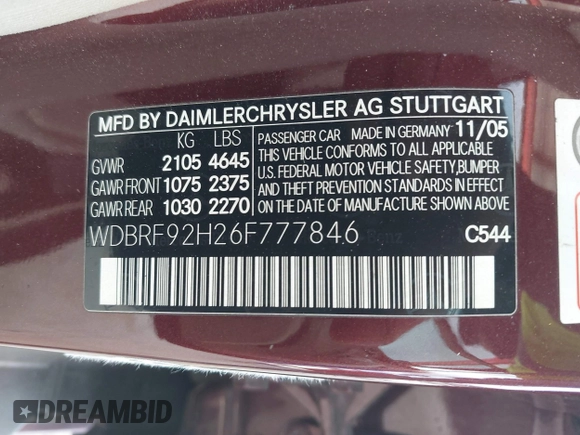 MFD BY DAIMLERCHRYSLER AG STUTTGART
KG LBS
GVWR 2105 4645
GAWR FRONT 1075 2375
GAWR REAR 1030 2270
PASSENGER CAR MADE IN GERMANY 11/05
THIS VEHICLE CONFORMS TO ALL APPLICABLE
U.S. FEDERAL MOTOR VEHICLE SAFETY, BUMPER
AND THEFT PREVENTION STANDARDS IN EFFECT
ON THE DATE OF MANUFACTURE SHOWN ABOVE
WDBRF92H26F777846 C544
DREAMBID